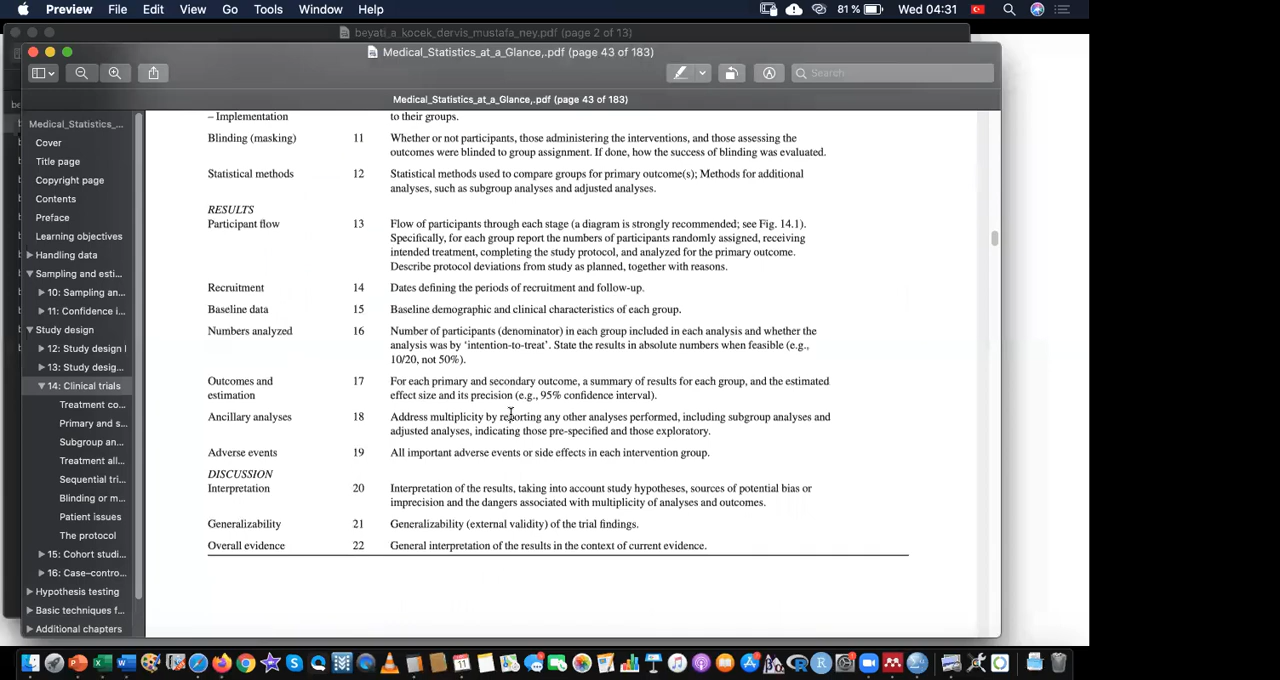 Preview File Edit View Go Tools Window Help 81 % Wed 04:31
beyati_a_kocek_dervis_mustafa_ney.pdf (page 2 of 13)
Medical_Statistics_at_a_Glance,.pdf (page 43 of 183)
Search
Medical_Statistics_at_a_Glance,.pdf (page 43 of 183)
Medical_Statistics_...
Cover
Title page
Copyright page
Contents
Preface
Learning objectives
Handling data
Sampling and esti...
10: Sampling an...
11: Confidence i...
Study design
12: Study design I
13: Study desig...
14: Clinical trials
Treatment co...
Primary and s...
Subgroup an...
Treatment all...
Sequential tri...
Blinding or m...
Patient issues
The protocol
15: Cohort studi...
16: Case–contro...
Hypothesis testing
Basic techniques f...
Additional chapters
– Implementation to their groups.
Blinding (masking) 11 Whether or not participants, those administering the interventions, and those assessing the
outcomes were blinded to group assignment. If done, how the success of blinding was evaluated.
Statistical methods 12 Statistical methods used to compare groups for primary outcome(s); Methods for additional
analyses, such as subgroup analyses and adjusted analyses.
RESULTS
Participant flow 13 Flow of participants through each stage (a diagram is strongly recommended; see Fig. 14.1).
Specifically, for each group report the numbers of participants randomly assigned, receiving
intended treatment, completing the study protocol, and analyzed for the primary outcome.
Describe protocol deviations from study as planned, together with reasons.
Recruitment 14 Dates defining the periods of recruitment and follow-up.
Baseline data 15 Baseline demographic and clinical characteristics of each group.
Numbers analyzed 16 Number of participants (denominator) in each group included in each analysis and whether the
analysis was by ‘intention-to-treat’. State the results in absolute numbers when feasible (e.g.,
10/20, not 50%).
Outcomes and 17 For each primary and secondary outcome, a summary of results for each group, and the estimated
estimation effect size and its precision (e.g., 95% confidence interval).
Ancillary analyses 18 Address multiplicity by reporting any other analyses performed, including subgroup analyses and
adjusted analyses, indicating those pre-specified and those exploratory.
Adverse events 19 All important adverse events or side effects in each intervention group.
DISCUSSION
Interpretation 20 Interpretation of the results, taking into account study hypotheses, sources of potential bias or
imprecision and the dangers associated with multiplicity of analyses and outcomes.
Generalizability 21 Generalizability (external validity) of the trial findings.
Overall evidence 22 General interpretation of the results in the context of current evidence.